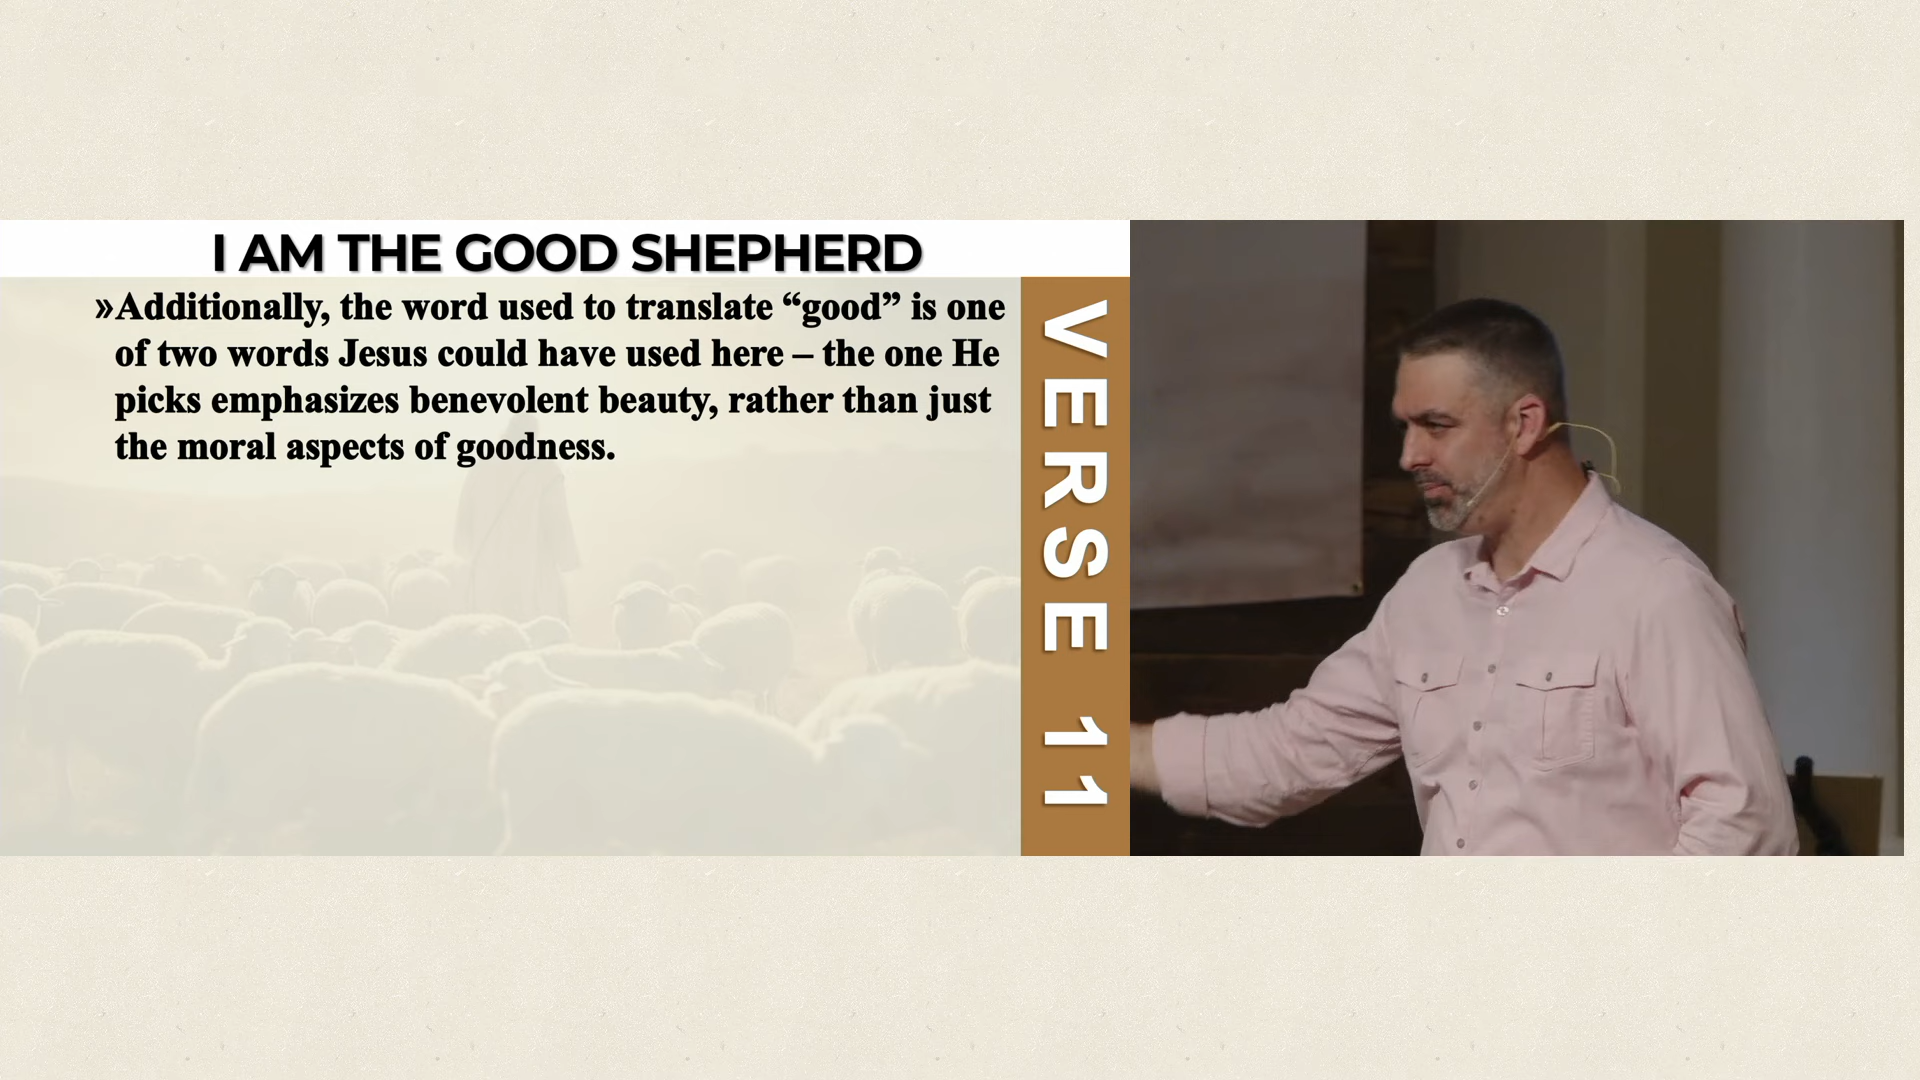 I AM THE GOOD SHEPHERD
»Additionally, the word used to translate “good” is one
of two words Jesus could have used here – the one He
picks emphasizes benevolent beauty, rather than just
the moral aspects of goodness.
VERSE 11